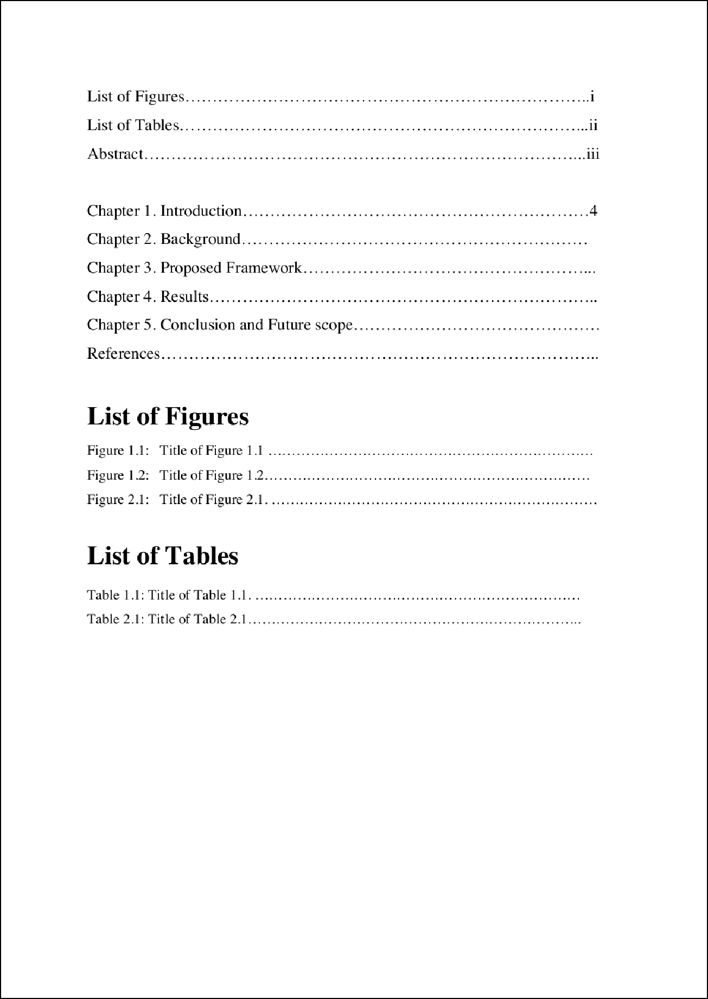 List of Figures………………………………………………………………..i
List of Tables………………………………………………………………...ii
Abstract……………………………………………………………………...iii
Chapter 1. Introduction………………………………………………………4
Chapter 2. Background………………………………………………………
Chapter 3. Proposed Framework……………………………………………...
Chapter 4. Results……………………………………………………………..
Chapter 5. Conclusion and Future scope………………………………………
References……………………………………………………………………...
List of Figures
Figure 1.1: Title of Figure 1.1 ……………………………………………………………
Figure 1.2: Title of Figure 1.2……………………………………………………………
Figure 2.1: Title of Figure 2.1. ……………………………………………………………
List of Tables
Table 1.1: Title of Table 1.1. ……………………………………………………………
Table 2.1: Title of Table 2.1……………………………………………………………..